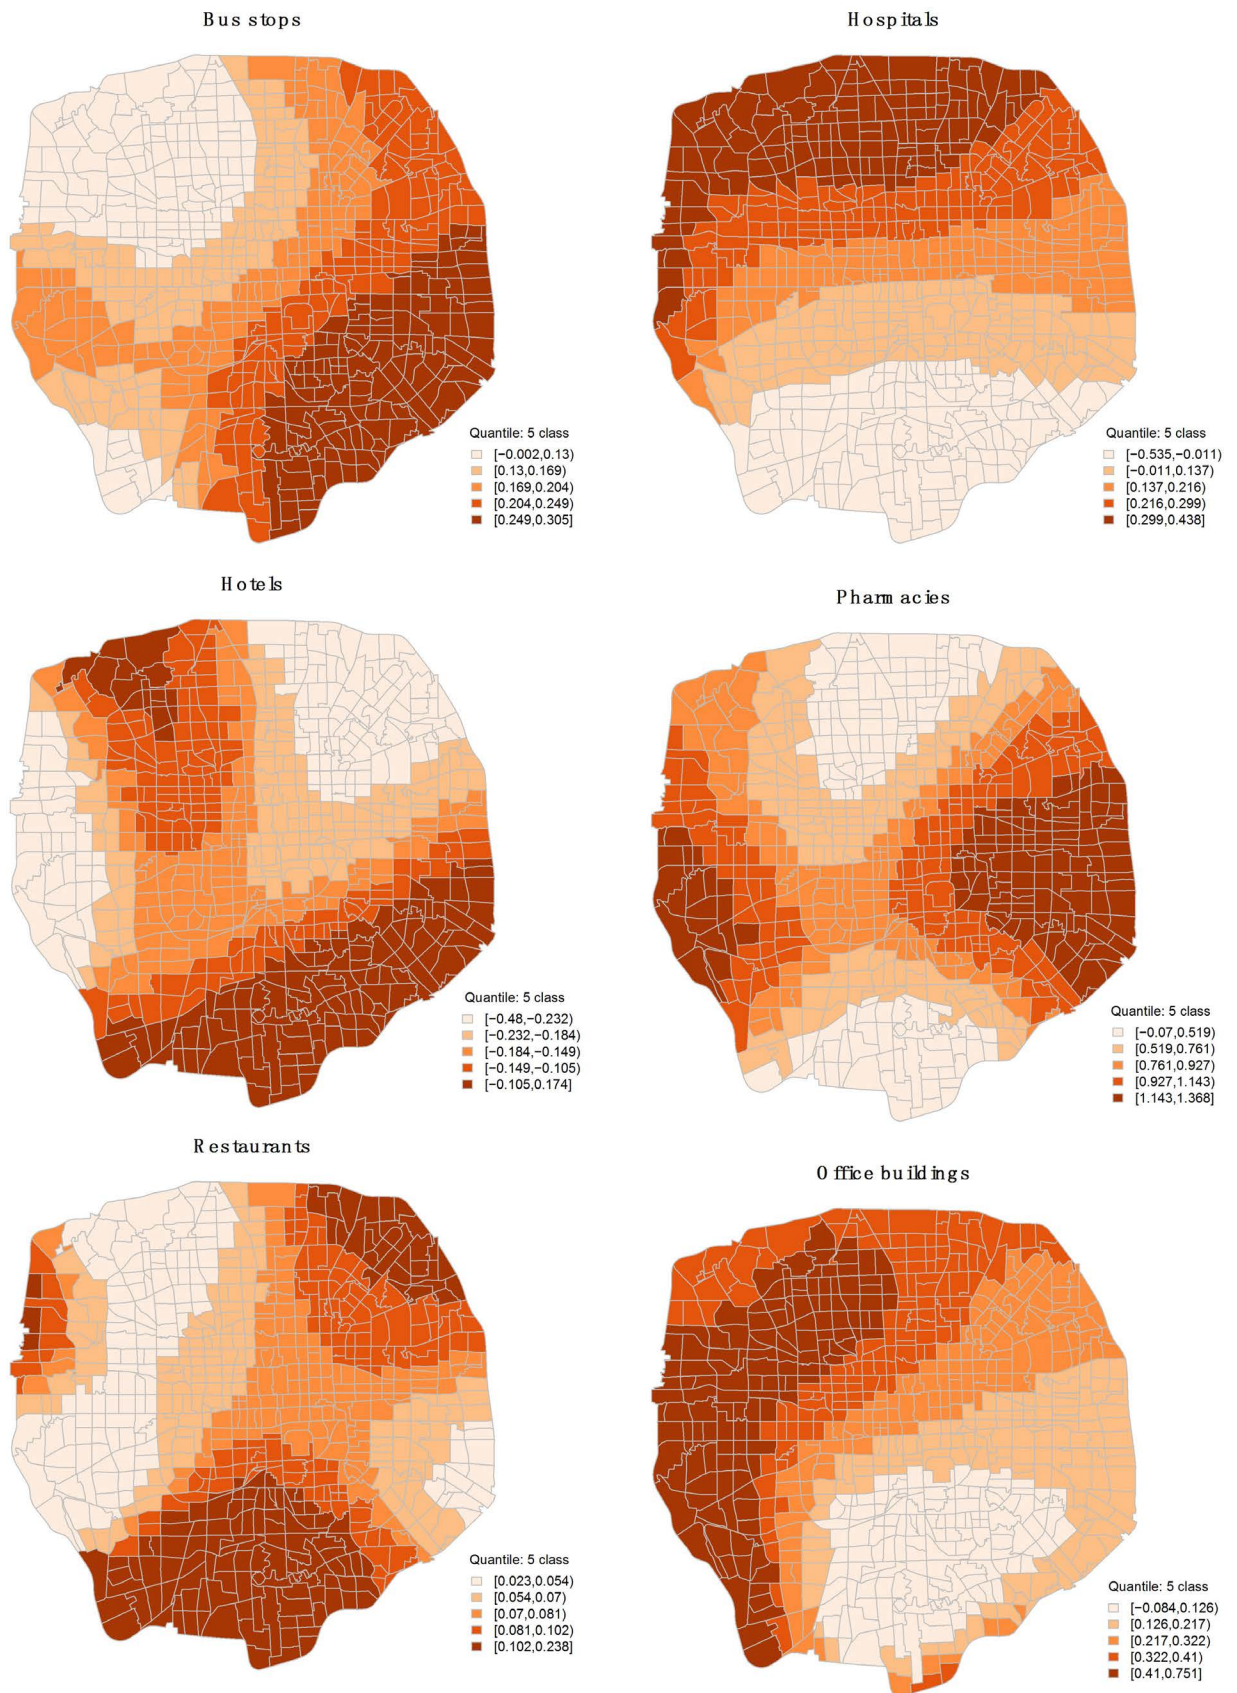 Bus stops
Hospitals
Quantile: 5 class
[−0.002,0.13)
[0.13,0.169)
[0.169,0.204)
[0.204,0.249)
[0.249,0.305]
Quantile: 5 class
[−0.535,−0.011)
[−0.011,0.137)
[0.137,0.216)
[0.216,0.299)
[0.299,0.438]
Hotels
Pharmacies
Quantile: 5 class
[−0.48,−0.232)
[−0.232,−0.184)
[−0.184,−0.149)
[−0.149,−0.105)
[−0.105,0.174]
Quantile: 5 class
[−0.07,0.519)
[0.519,0.761)
[0.761,0.927)
[0.927,1.143)
[1.143,1.368]
Restaurants
Office buildings
Quantile: 5 class
[0.023,0.054)
[0.054,0.07)
[0.07,0.081)
[0.081,0.102)
[0.102,0.238]
Quantile: 5 class
[−0.084,0.126)
[0.126,0.217)
[0.217,0.322)
[0.322,0.41)
[0.41,0.751]